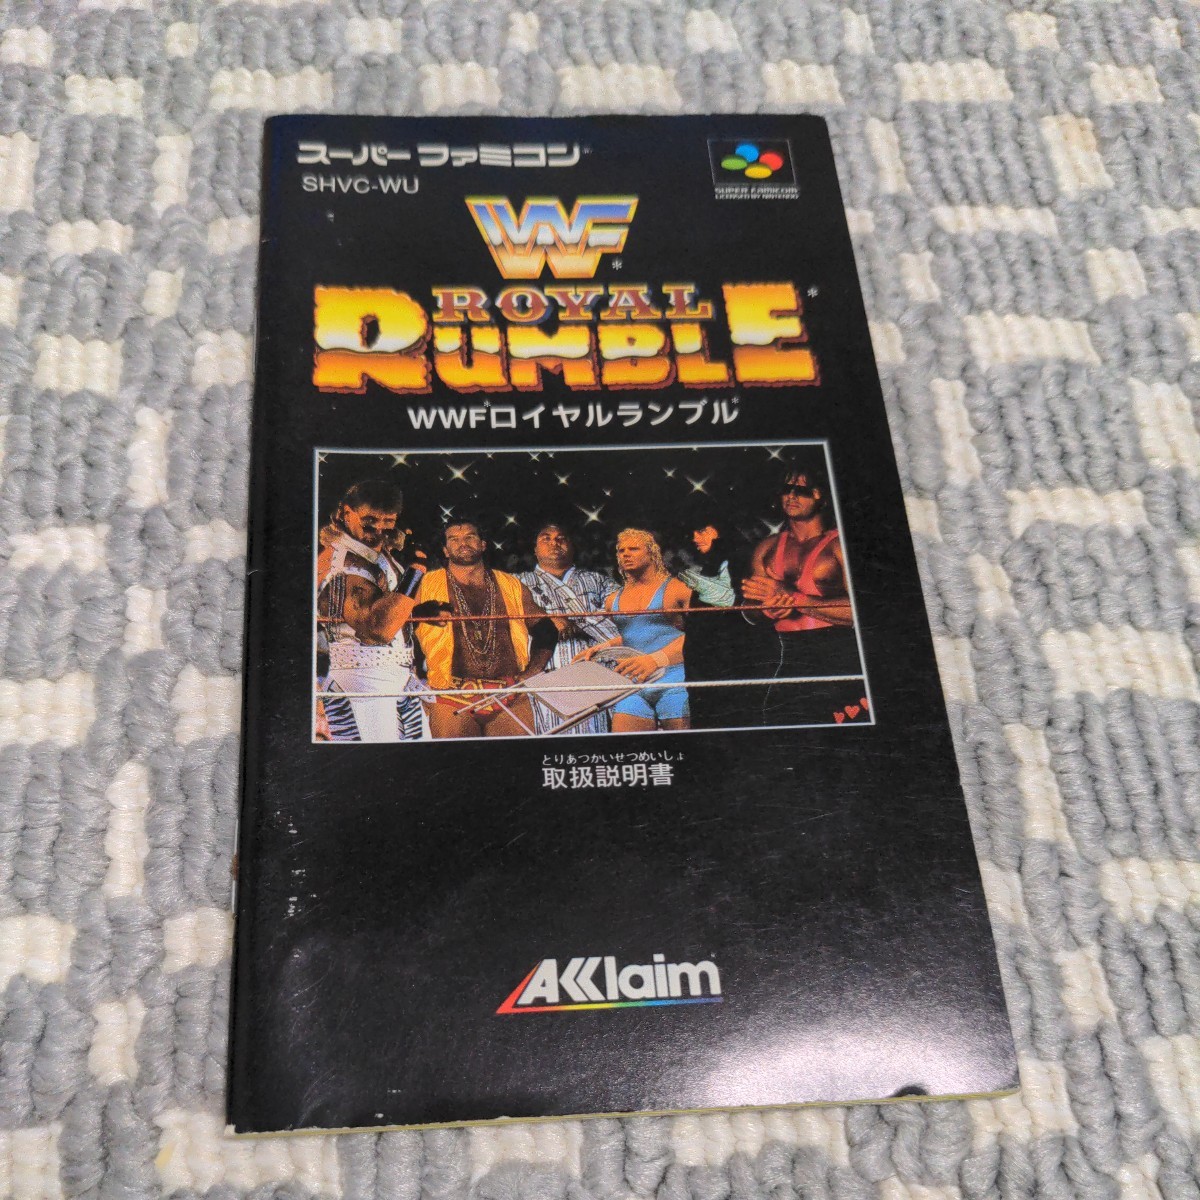 スーパーファミコン
SHVC-WU
SUPER FAMICOM
LICENSED BY NINTENDO
WWF
ROYAL
RUMBLE
WWFロイヤルランブル
とりあつかいせつめいしょ
取扱説明書
AKKlaim